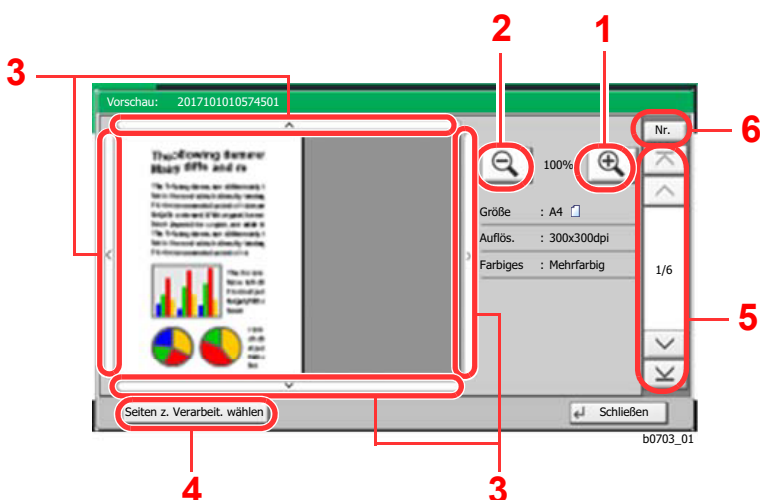 2
1
3
Vorschau: 2017101010574501
6
Nr.
100%
Größe : A4
Auflös. : 300x300dpi
Farbiges : Mehrfarbig
1/6
5
Seiten z. Verarbeit. wählen
Schließen
b0703_01
4
3